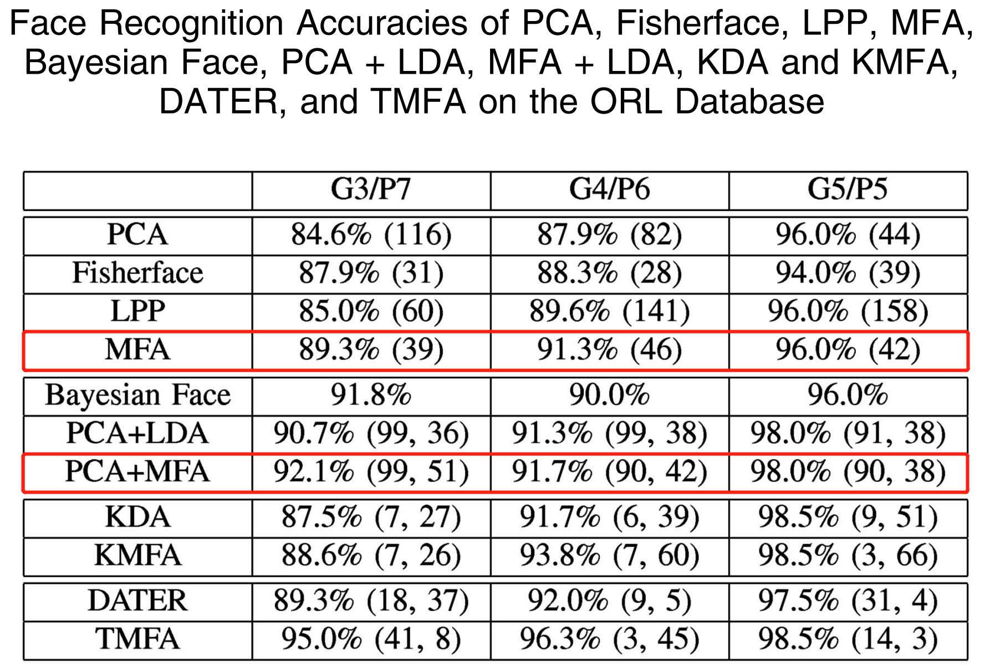 Face Recognition Accuracies of PCA, Fisherface, LPP, MFA,
Bayesian Face, PCA + LDA, MFA + LDA, KDA and KMFA,
DATER, and TMFA on the ORL Database
G3/P7 G4/P6 G5/P5
PCA 84.6% (116) 87.9% (82) 96.0% (44)
Fisherface 87.9% (31) 88.3% (28) 94.0% (39)
LPP 85.0% (60) 89.6% (141) 96.0% (158)
MFA 89.3% (39) 91.3% (46) 96.0% (42)
Bayesian Face 91.8% 90.0% 96.0%
PCA+LDA 90.7% (99, 36) 91.3% (99, 38) 98.0% (91, 38)
PCA+MFA 92.1% (99, 51) 91.7% (90, 42) 98.0% (90, 38)
KDA 87.5% (7, 27) 91.7% (6, 39) 98.5% (9, 51)
KMFA 88.6% (7, 26) 93.8% (7, 60) 98.5% (3, 66)
DATER 89.3% (18, 37) 92.0% (9, 5) 97.5% (31, 4)
TMFA 95.0% (41, 8) 96.3% (3, 45) 98.5% (14, 3)